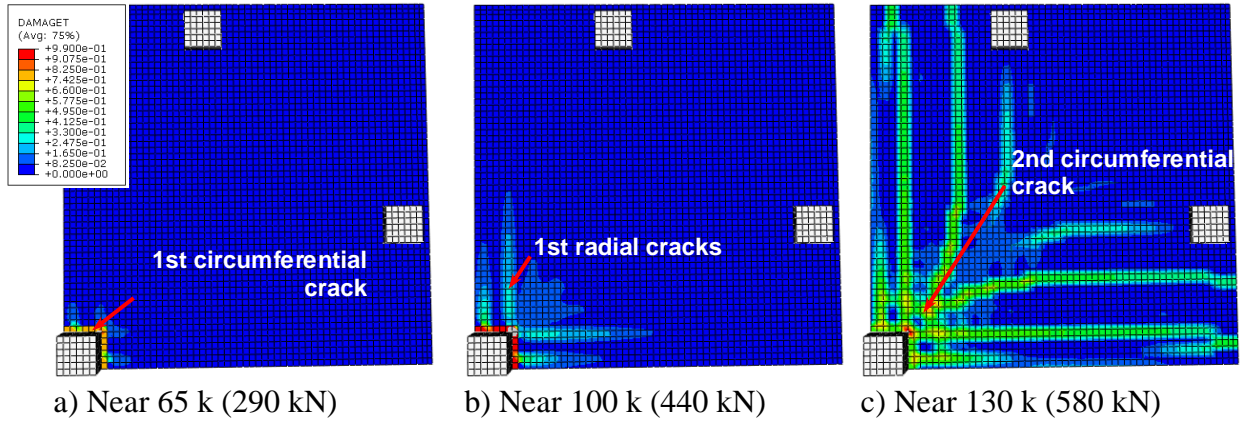 DAMAGET
(Avg: 75%)
+9.900e-01
+9.075e-01
+8.250e-01
+7.425e-01
+6.600e-01
+5.775e-01
+4.950e-01
+4.125e-01
+3.300e-01
+2.475e-01
+1.650e-01
+8.250e-02
+0.000e+00
1st circumferential
crack
1st radial cracks
2nd circumferential
crack
a) Near 65 k (290 kN)
b) Near 100 k (440 kN)
c) Near 130 k (580 kN)